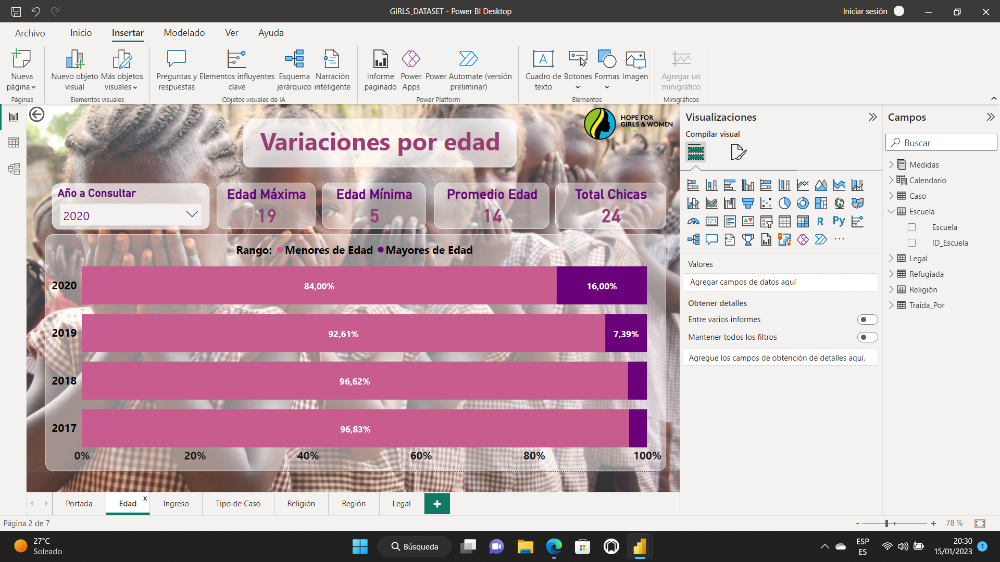 GIRLS_DATASET - Power BI Desktop
Iniciar sesión
Archivo
Inicio
Insertar
Modelado
Ver
Ayuda
Nueva página
Nuevo objeto visual
Más objetos visuales
Preguntas y respuestas
Elementos influyentes clave
Esquema jerárquico
Narración inteligente
Informe paginado
Power Apps
Power Automate (versión preliminar)
Cuadro de texto
Botones
Formas
Imagen
Agregar un minigráfico
Páginas
Elementos visuales
Objetos visuales de IA
Power Platform
Elementos
Minigráficos
Variaciones por edad
HOPE FOR
GIRLS & WOMEN
Año a Consultar
2020
Edad Máxima
19
Edad Mínima
5
Promedio Edad
14
Total Chicas
24
Rango: Menores de Edad Mayores de Edad
2020 84,00% 16,00%
2019 92,61% 7,39%
2018 96,62%
2017 96,83%
0% 20% 40% 60% 80% 100%
Visualizaciones
Compilar visual
123
R
Py
Valores
Agregar campos de datos aquí
Obtener detalles
Entre varios informes
Mantener todos los filtros
Agregue los campos de obtención de detalles aquí.
Campos
Buscar
Medidas
Calendario
Caso
Escuela
Escuela
ID_Escuela
Legal
Refugiada
Religión
Traida_Por
Portada
Edad x
Ingreso
Tipo de Caso
Religión
Región
Legal
+
Página 2 de 7
- + 78 %
27°C
Soleado
Búsqueda
ESP
ES
20:30
15/01/2023
1